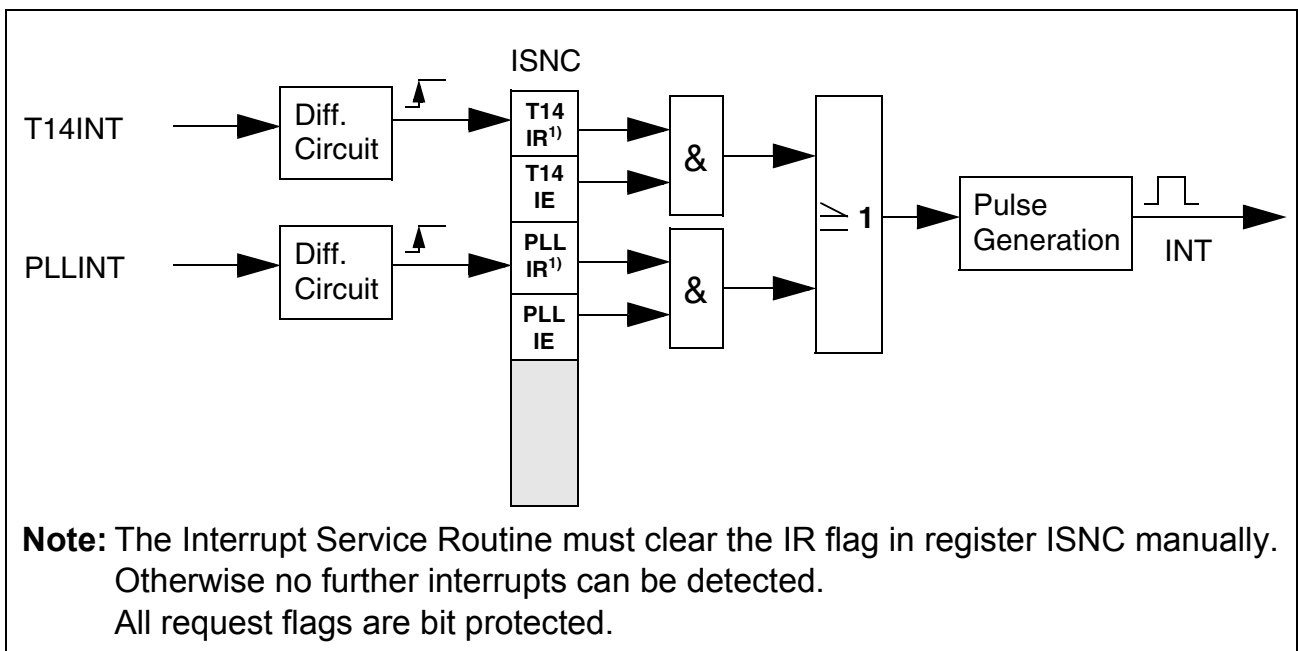 ISNC
T14INT
Diff.
Circuit
T14
IR1)
T14
IE
&
PLLINT
Diff.
Circuit
PLL
IR1)
PLL
IE
&
≥ 1
Pulse
Generation
INT
Note: The Interrupt Service Routine must clear the IR flag in register ISNC manually.
Otherwise no further interrupts can be detected.
All request flags are bit protected.